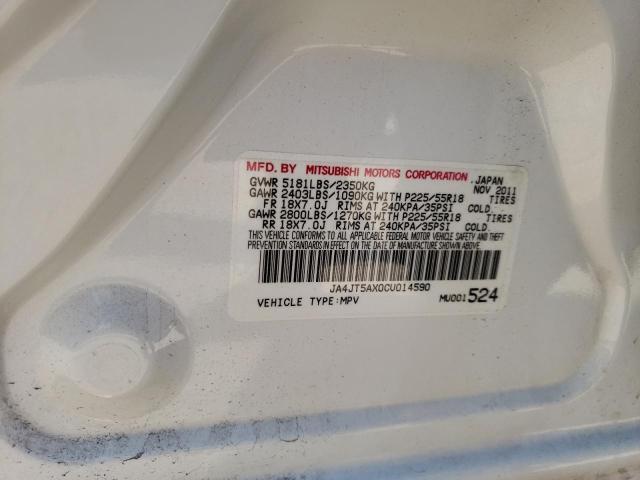 MFD. BY MITSUBISHI MOTORS CORPORATION, JAPAN
GVWR 5181LBS/2350KG NOV 2011
GAWR 2403LBS/1090KG WITH P225/55R18 TIRES
FR 18X7.0J RIMS AT 240KPA/35PSI COLD.
GAWR 2800LBS/1270KG WITH P225/55R18 TIRES
RR 18X7.0J RIMS AT 240KPA/35PSI COLD.
THIS VEHICLE CONFORMS TO ALL APPLICABLE FEDERAL MOTOR VEHICLE SAFETY AND THEFT
PREVENTION STANDARDS IN EFFECT ON THE DATE OF MANUFACTURE SHOWN ABOVE.
JA4JT5AX0CU014590
VEHICLE TYPE:MPV MU001524